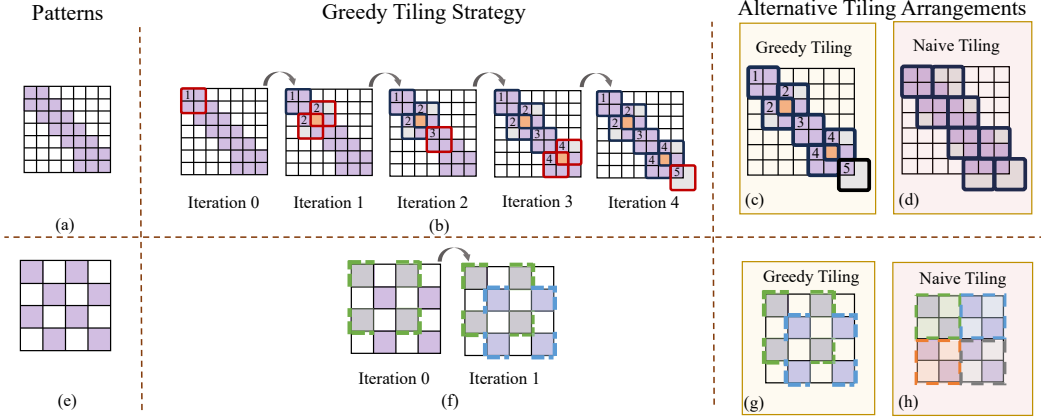 Patterns
Greedy Tiling Strategy
Alternative Tiling Arrangements
Greedy Tiling
Naive Tiling
1
1
2
2
1
2
2
3
1
2
2
3
4
4
1
2
2
3
4
4
5
1
2
2
3
4
4
5
Iteration 0
Iteration 1
Iteration 2
Iteration 3
Iteration 4
(a)
(b)
(c)
(d)
Greedy Tiling
Naive Tiling
Iteration 0
Iteration 1
(e)
(f)
(g)
(h)